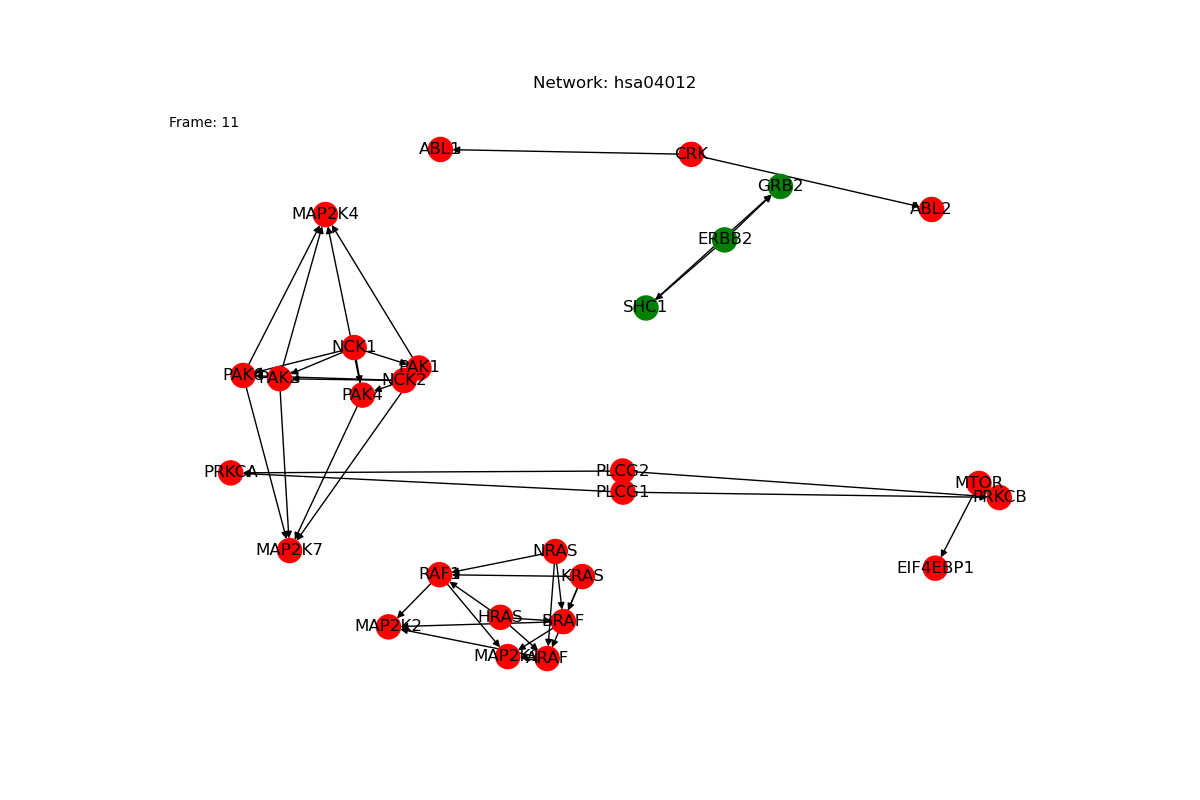 Network: hsa04012
Frame: 11
ABL1
CRK
GRB2
ABL2
MAP2K4
ERBB2
SHC1
NCK1
PAK1
PAK2
NCK2
PAK4
PRKCA
PLCG2
MTOR
PLCG1
PRKCB
MAP2K7
NRAS
EIF4EBP1
RAF1
KRAS
HRAS
BRAF
MAP2K2
MAP2K1
ARAF